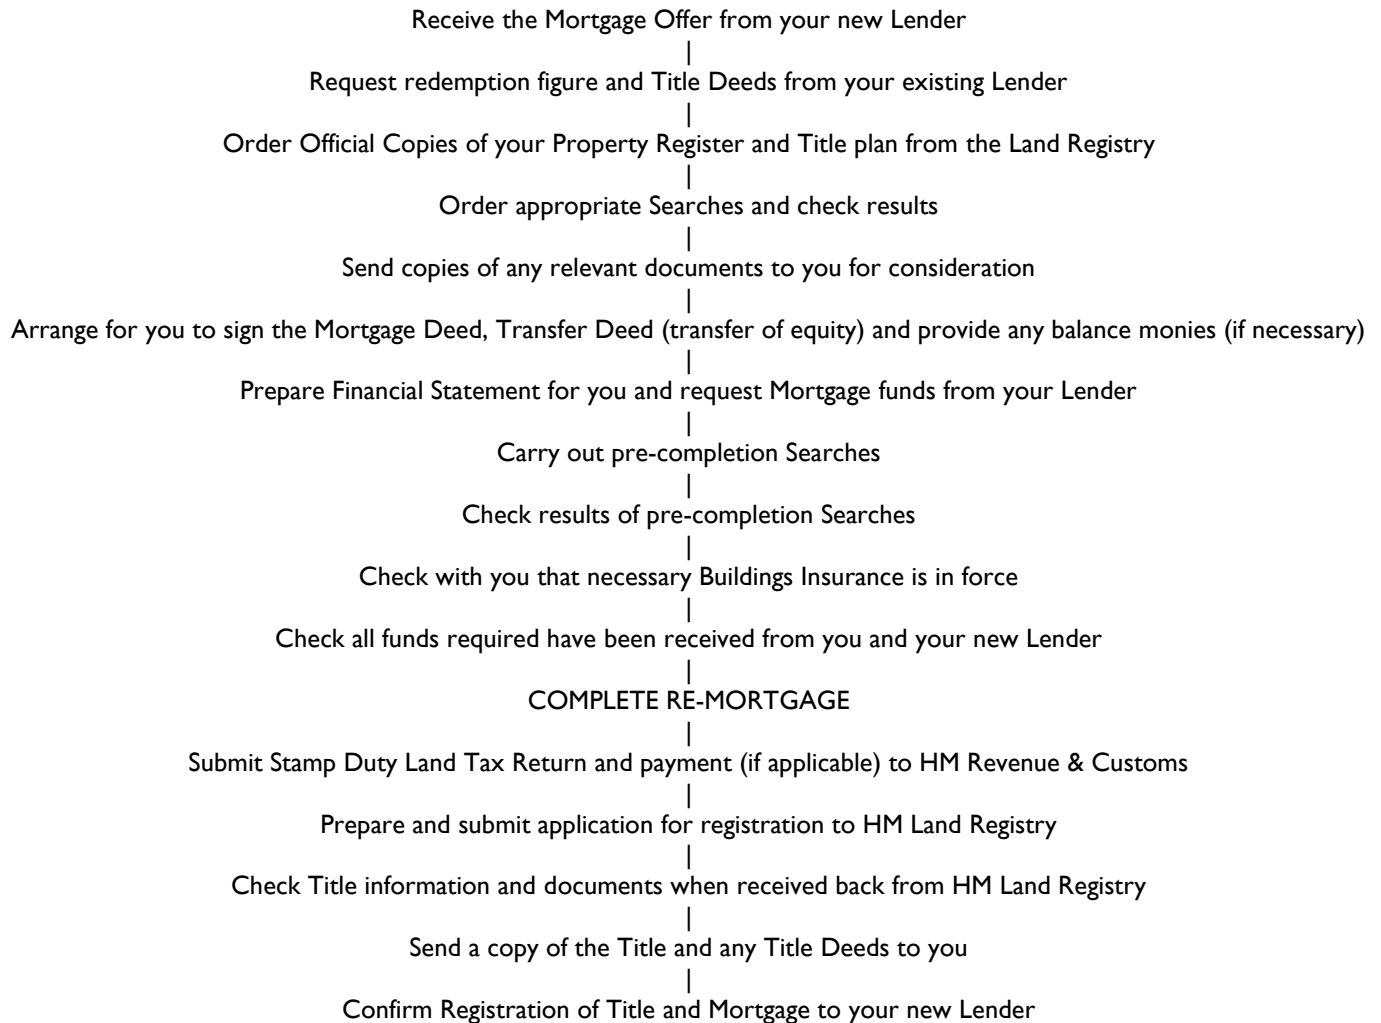 Receive the Mortgage Offer from your new Lender
|
Request redemption figure and Title Deeds from your existing Lender
|
Order Official Copies of your Property Register and Title plan from the Land Registry
|
Order appropriate Searches and check results
|
Send copies of any relevant documents to you for consideration
|
Arrange for you to sign the Mortgage Deed, Transfer Deed (transfer of equity) and provide any balance monies (if necessary)
|
Prepare Financial Statement for you and request Mortgage funds from your Lender
|
Carry out pre-completion Searches
|
Check results of pre-completion Searches
|
Check with you that necessary Buildings Insurance is in force
|
Check all funds required have been received from you and your new Lender
|
COMPLETE RE-MORTGAGE
|
Submit Stamp Duty Land Tax Return and payment (if applicable) to HM Revenue & Customs
|
Prepare and submit application for registration to HM Land Registry
|
Check Title information and documents when received back from HM Land Registry
|
Send a copy of the Title and any Title Deeds to you
|
Confirm Registration of Title and Mortgage to your new Lender